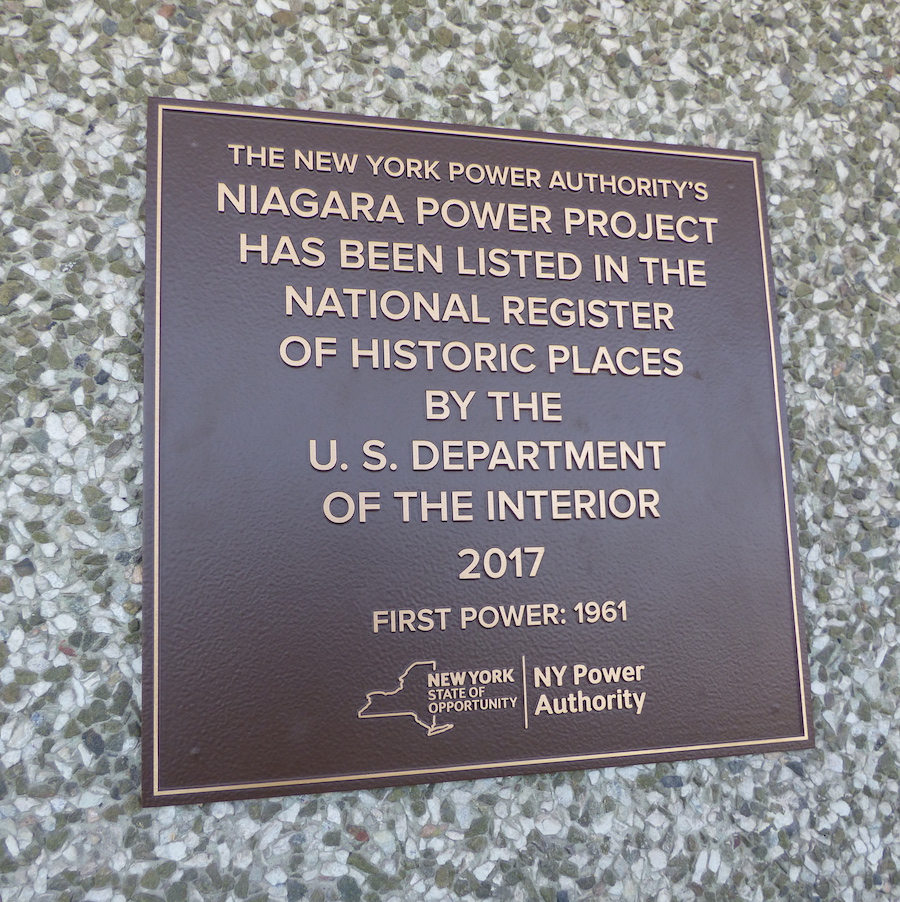 THE NEW YORK POWER AUTHORITY'S
NIAGARA POWER PROJECT
HAS BEEN LISTED IN THE
NATIONAL REGISTER
OF HISTORIC PLACES
BY THE
U. S. DEPARTMENT
OF THE INTERIOR
2017
FIRST POWER: 1961
NEW YORK
STATE OF
OPPORTUNITY
NY Power
Authority